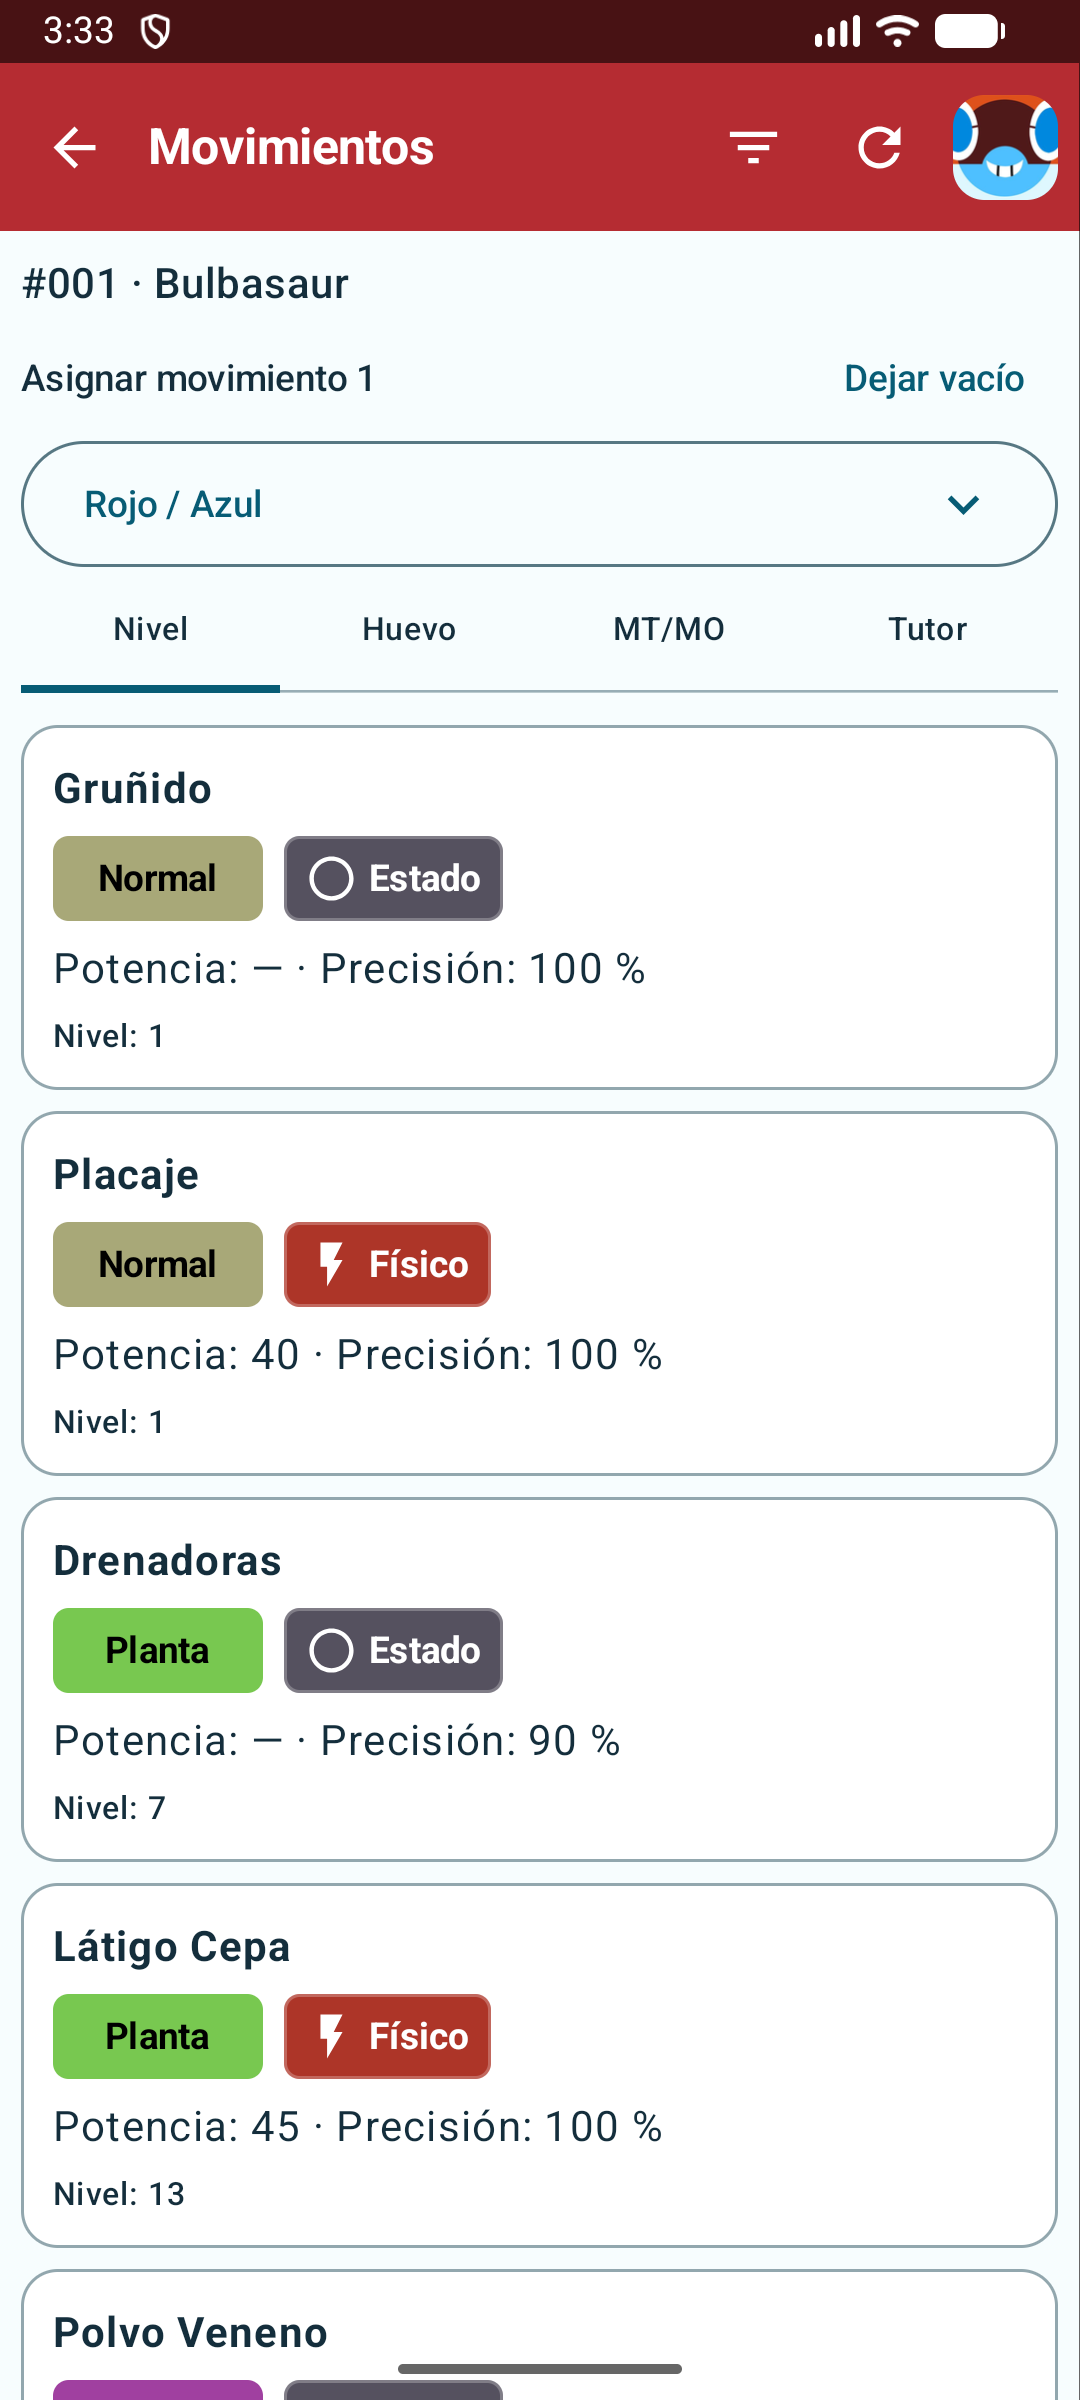 3:33
Movimientos
#001 · Bulbasaur
Asignar movimiento 1
Dejar vacío
Rojo / Azul
Nivel
Huevo
MT/MO
Tutor
Gruñido
Normal
Estado
Potencia: — · Precisión: 100 %
Nivel: 1
Placaje
Normal
Físico
Potencia: 40 · Precisión: 100 %
Nivel: 1
Drenadoras
Planta
Estado
Potencia: — · Precisión: 90 %
Nivel: 7
Látigo Cepa
Planta
Físico
Potencia: 45 · Precisión: 100 %
Nivel: 13
Polvo Veneno